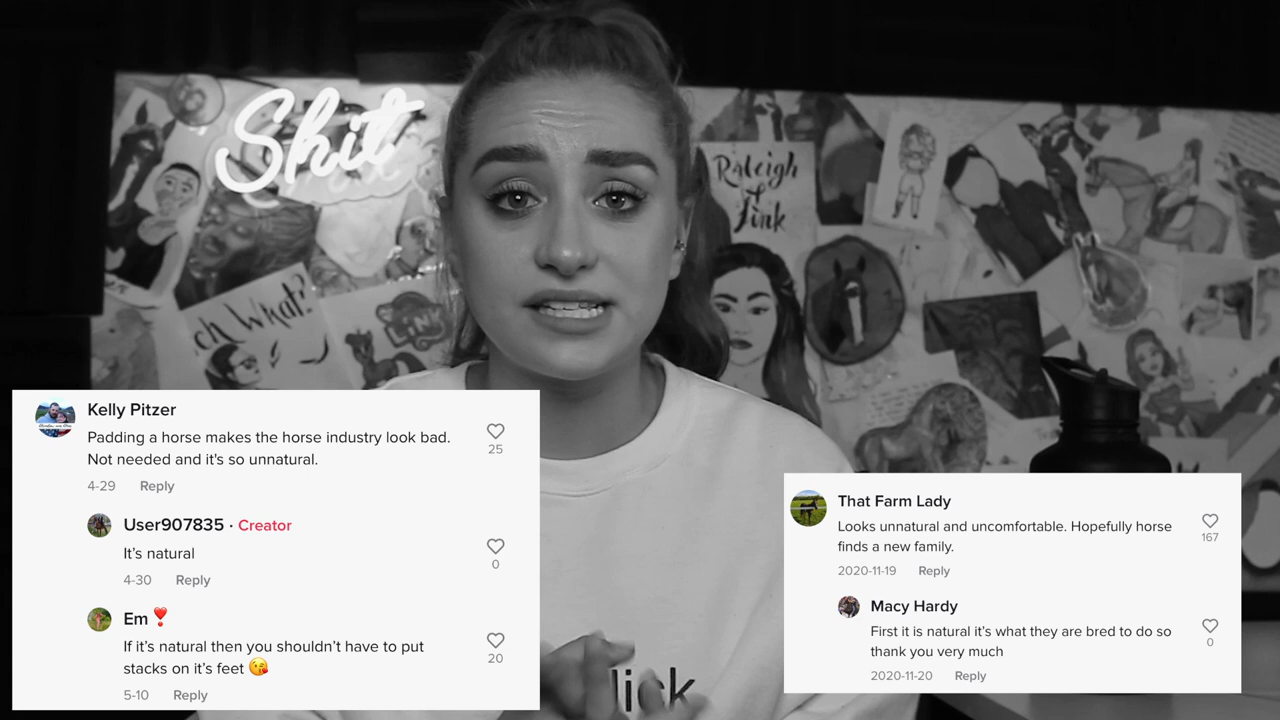 Shit
Raleigh
&
Jink
ch What?
JiNK
Kelly Pitzer
Padding a horse makes the horse industry look bad.
Not needed and it's so unnatural.
25
4-29 Reply
User907835 · Creator
It's natural
0
4-30 Reply
Em❣️
If it's natural then you shouldn't have to put
stacks on it's feet 😘
20
5-10 Reply
That Farm Lady
Looks unnatural and uncomfortable. Hopefully horse
finds a new family.
167
2020-11-19 Reply
Macy Hardy
First it is natural it's what they are bred to do so
thank you very much
0
2020-11-20 Reply